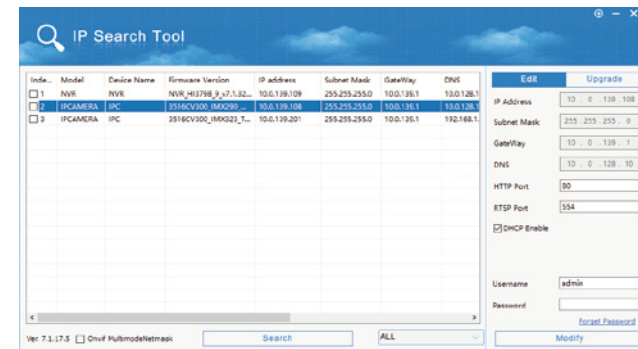 IP Search Tool
Inde... Model Device Name Firmware Version IP address Subnet Mask GateWay DNS
1 NVR NVR NVR_HI3798_9_v7.1.32... 10.0.139.109 255.255.255.0 10.0.139.1 10.0.128.1
2 IPCAMERA IPC 3516CV300_IMX290_... 10.0.139.108 255.255.255.0 10.0.139.1 10.0.128.1
3 IPCAMERA IPC 3516CV300_IMX323_T... 10.0.139.201 255.255.255.0 10.0.139.1 192.168.1.
Edit Upgrade
IP Address 10 . 0 .139 .108
Subnet Mask 255 .255 .255 . 0
GateWay 10 . 0 .139 . 1
DNS 10 . 0 .128 . 10
HTTP Port 80
RTSP Port 554
DHCP Enable
Username admin
Password
Forget Password
Ver: 7.1.17.5 Onvif MultimodeNetmask Search ALL Modify